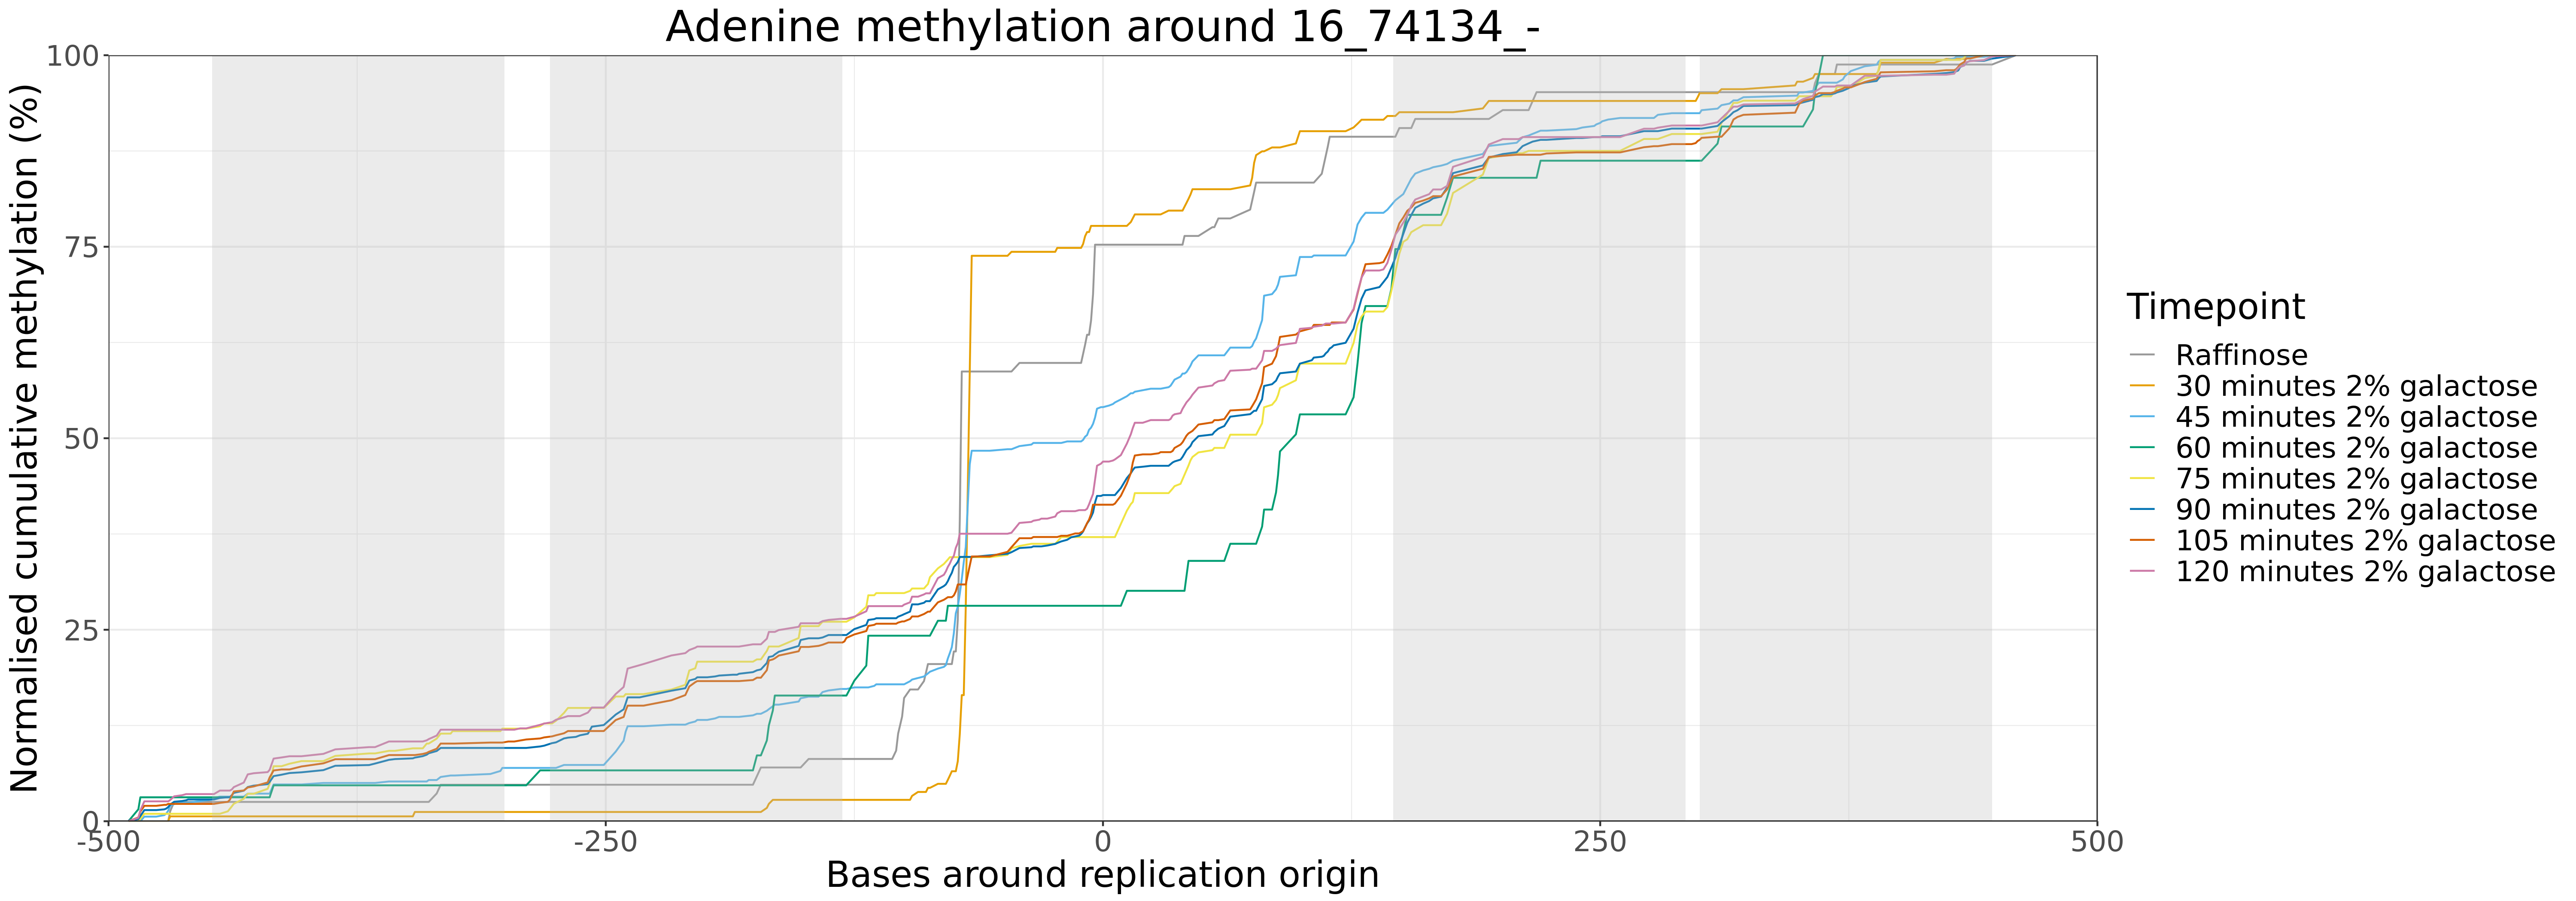 Adenine methylation around 16_74134_-
Normalised cumulative methylation (%)
100
75
50
25
0
-500
-250
0
250
500
Bases around replication origin
Timepoint
Raffinose
30 minutes 2% galactose
45 minutes 2% galactose
60 minutes 2% galactose
75 minutes 2% galactose
90 minutes 2% galactose
105 minutes 2% galactose
120 minutes 2% galactose